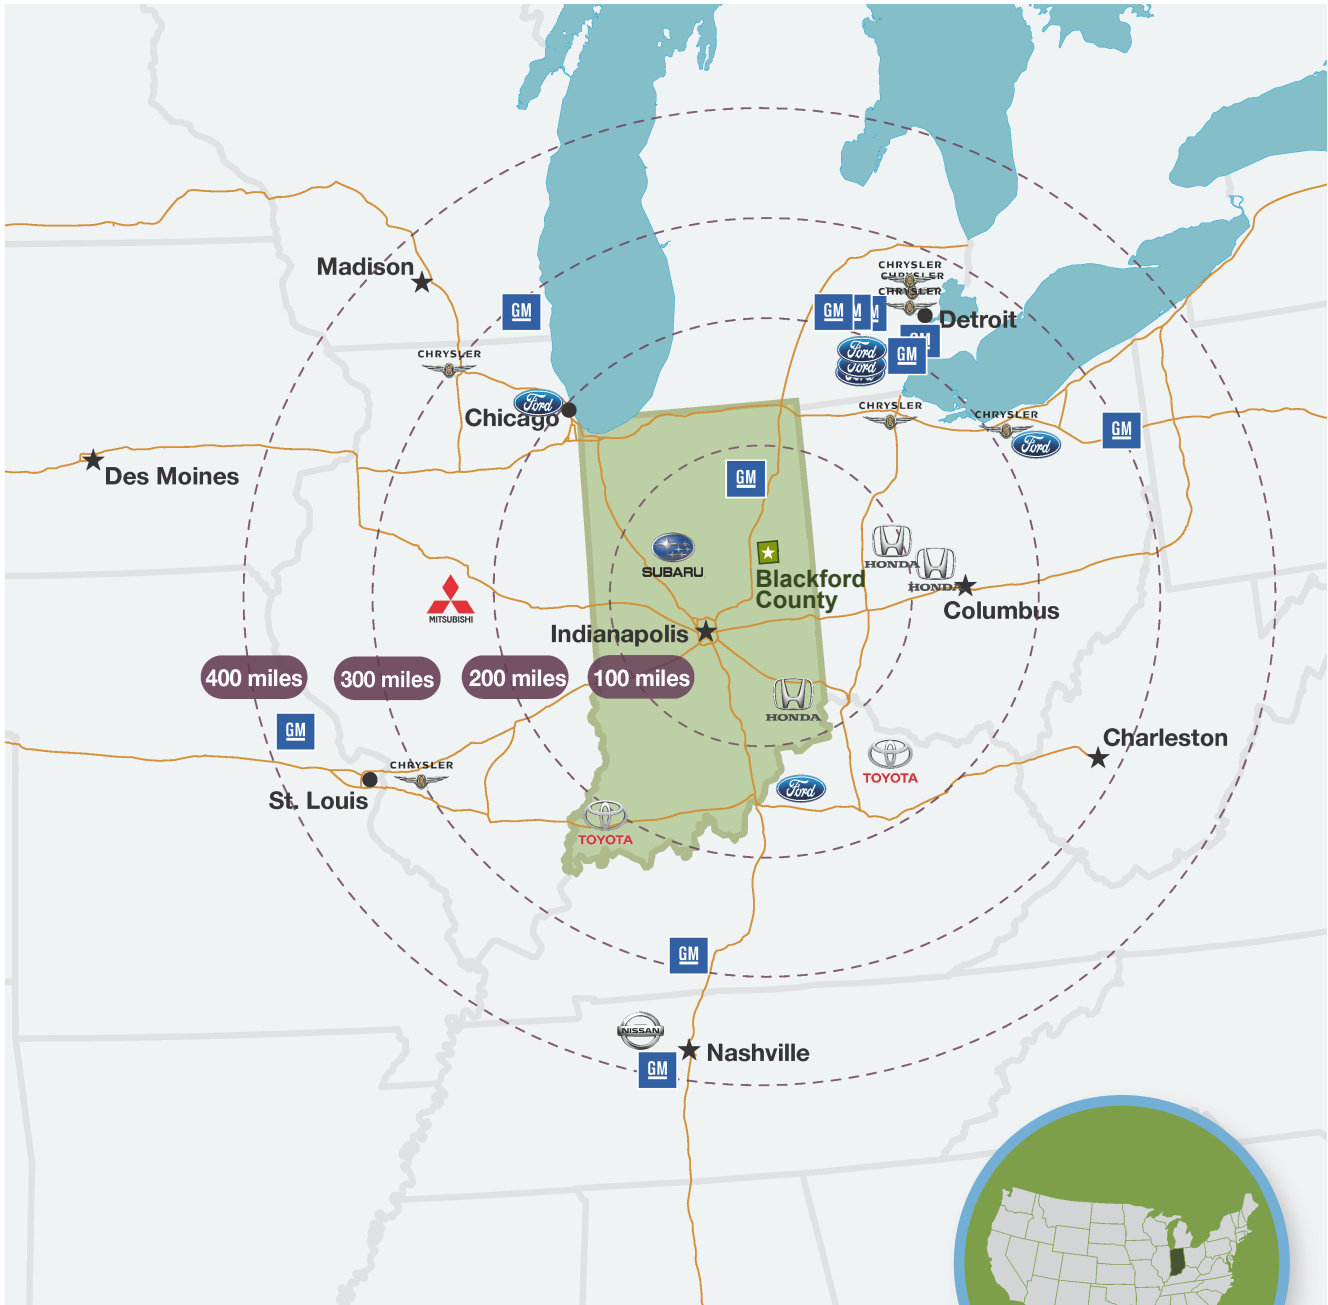 CHRYSLER
CHRYSLER
Madison
CHRYSLER
GM
GM
M
M
Detroit
GM
CHRYSLER
Ford
GM
Ford
Ford
Chicago
CHRYSLER
CHRYSLER
GM
Ford
Des Moines
GM
HONDA
SUBARU
HONDA
Blackford
County
Columbus
MITSUBISHI
Indianapolis
400 miles
300 miles
200 miles
100 miles
HONDA
GM
Charleston
CHRYSLER
TOYOTA
St. Louis
Ford
TOYOTA
GM
NISSAN
Nashville
GM